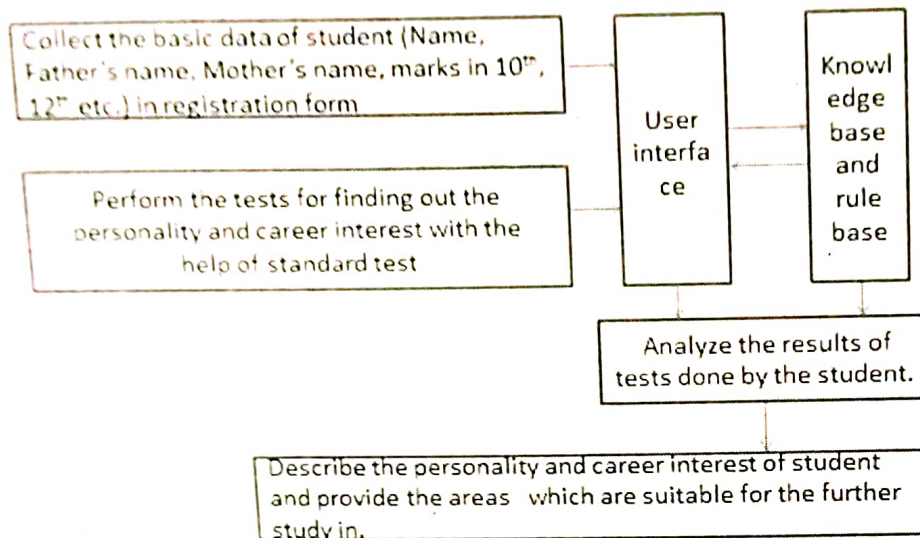 Collect the basic data of student (Name,
Father's name, Mother's name, marks in 10th,
12th etc.) in registration form
Perform the tests for finding out the
personality and career interest with the
help of standard test
User
interfa
ce
Knowl
edge
base
and
rule
base
Analyze the results of
tests done by the student.
Describe the personality and career interest of student
and provide the areas which are suitable for the further
study in.